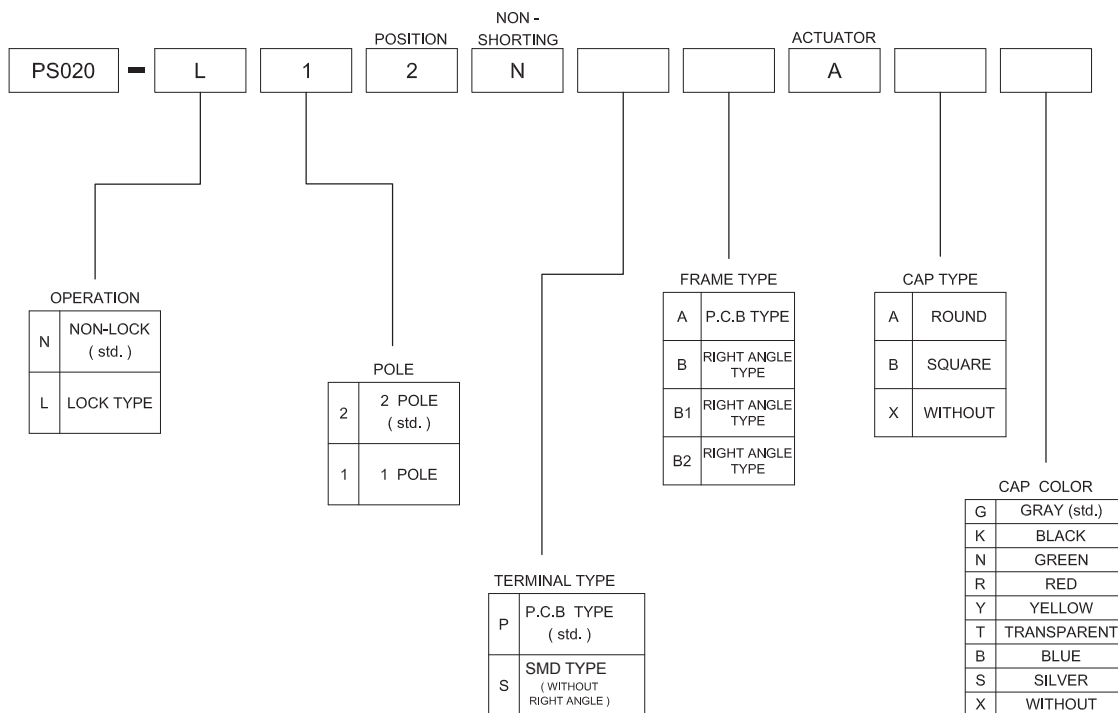 NON -
POSITION SHORTING ACTUATOR
PS020 - L 1 2 N A
OPERATION
N NON-LOCK
( std. )
L LOCK TYPE
POLE
2 2 POLE
( std. )
1 1 POLE
TERMINAL TYPE
P P.C.B TYPE
( std. )
S SMD TYPE
( WITHOUT
RIGHT ANGLE )
FRAME TYPE
A P.C.B TYPE
B RIGHT ANGLE
TYPE
B1 RIGHT ANGLE
TYPE
B2 RIGHT ANGLE
TYPE
CAP TYPE
A ROUND
B SQUARE
X WITHOUT
CAP COLOR
G GRAY (std.)
K BLACK
N GREEN
R RED
Y YELLOW
T TRANSPARENT
B BLUE
S SILVER
X WITHOUT